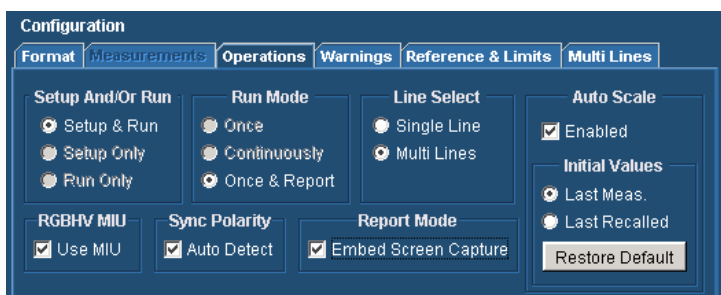 Configuration
Format Measurements Operations Warnings Reference & Limits Multi Lines
Setup And/Or Run
Setup & Run
Setup Only
Run Only
Run Mode
Once
Continuously
Once & Report
Line Select
Single Line
Multi Lines
Auto Scale
Enabled
Initial Values
Last Meas.
Last Recalled
Restore Default
RGBHV MIU
Use MIU
Sync Polarity
Auto Detect
Report Mode
Embed Screen Capture